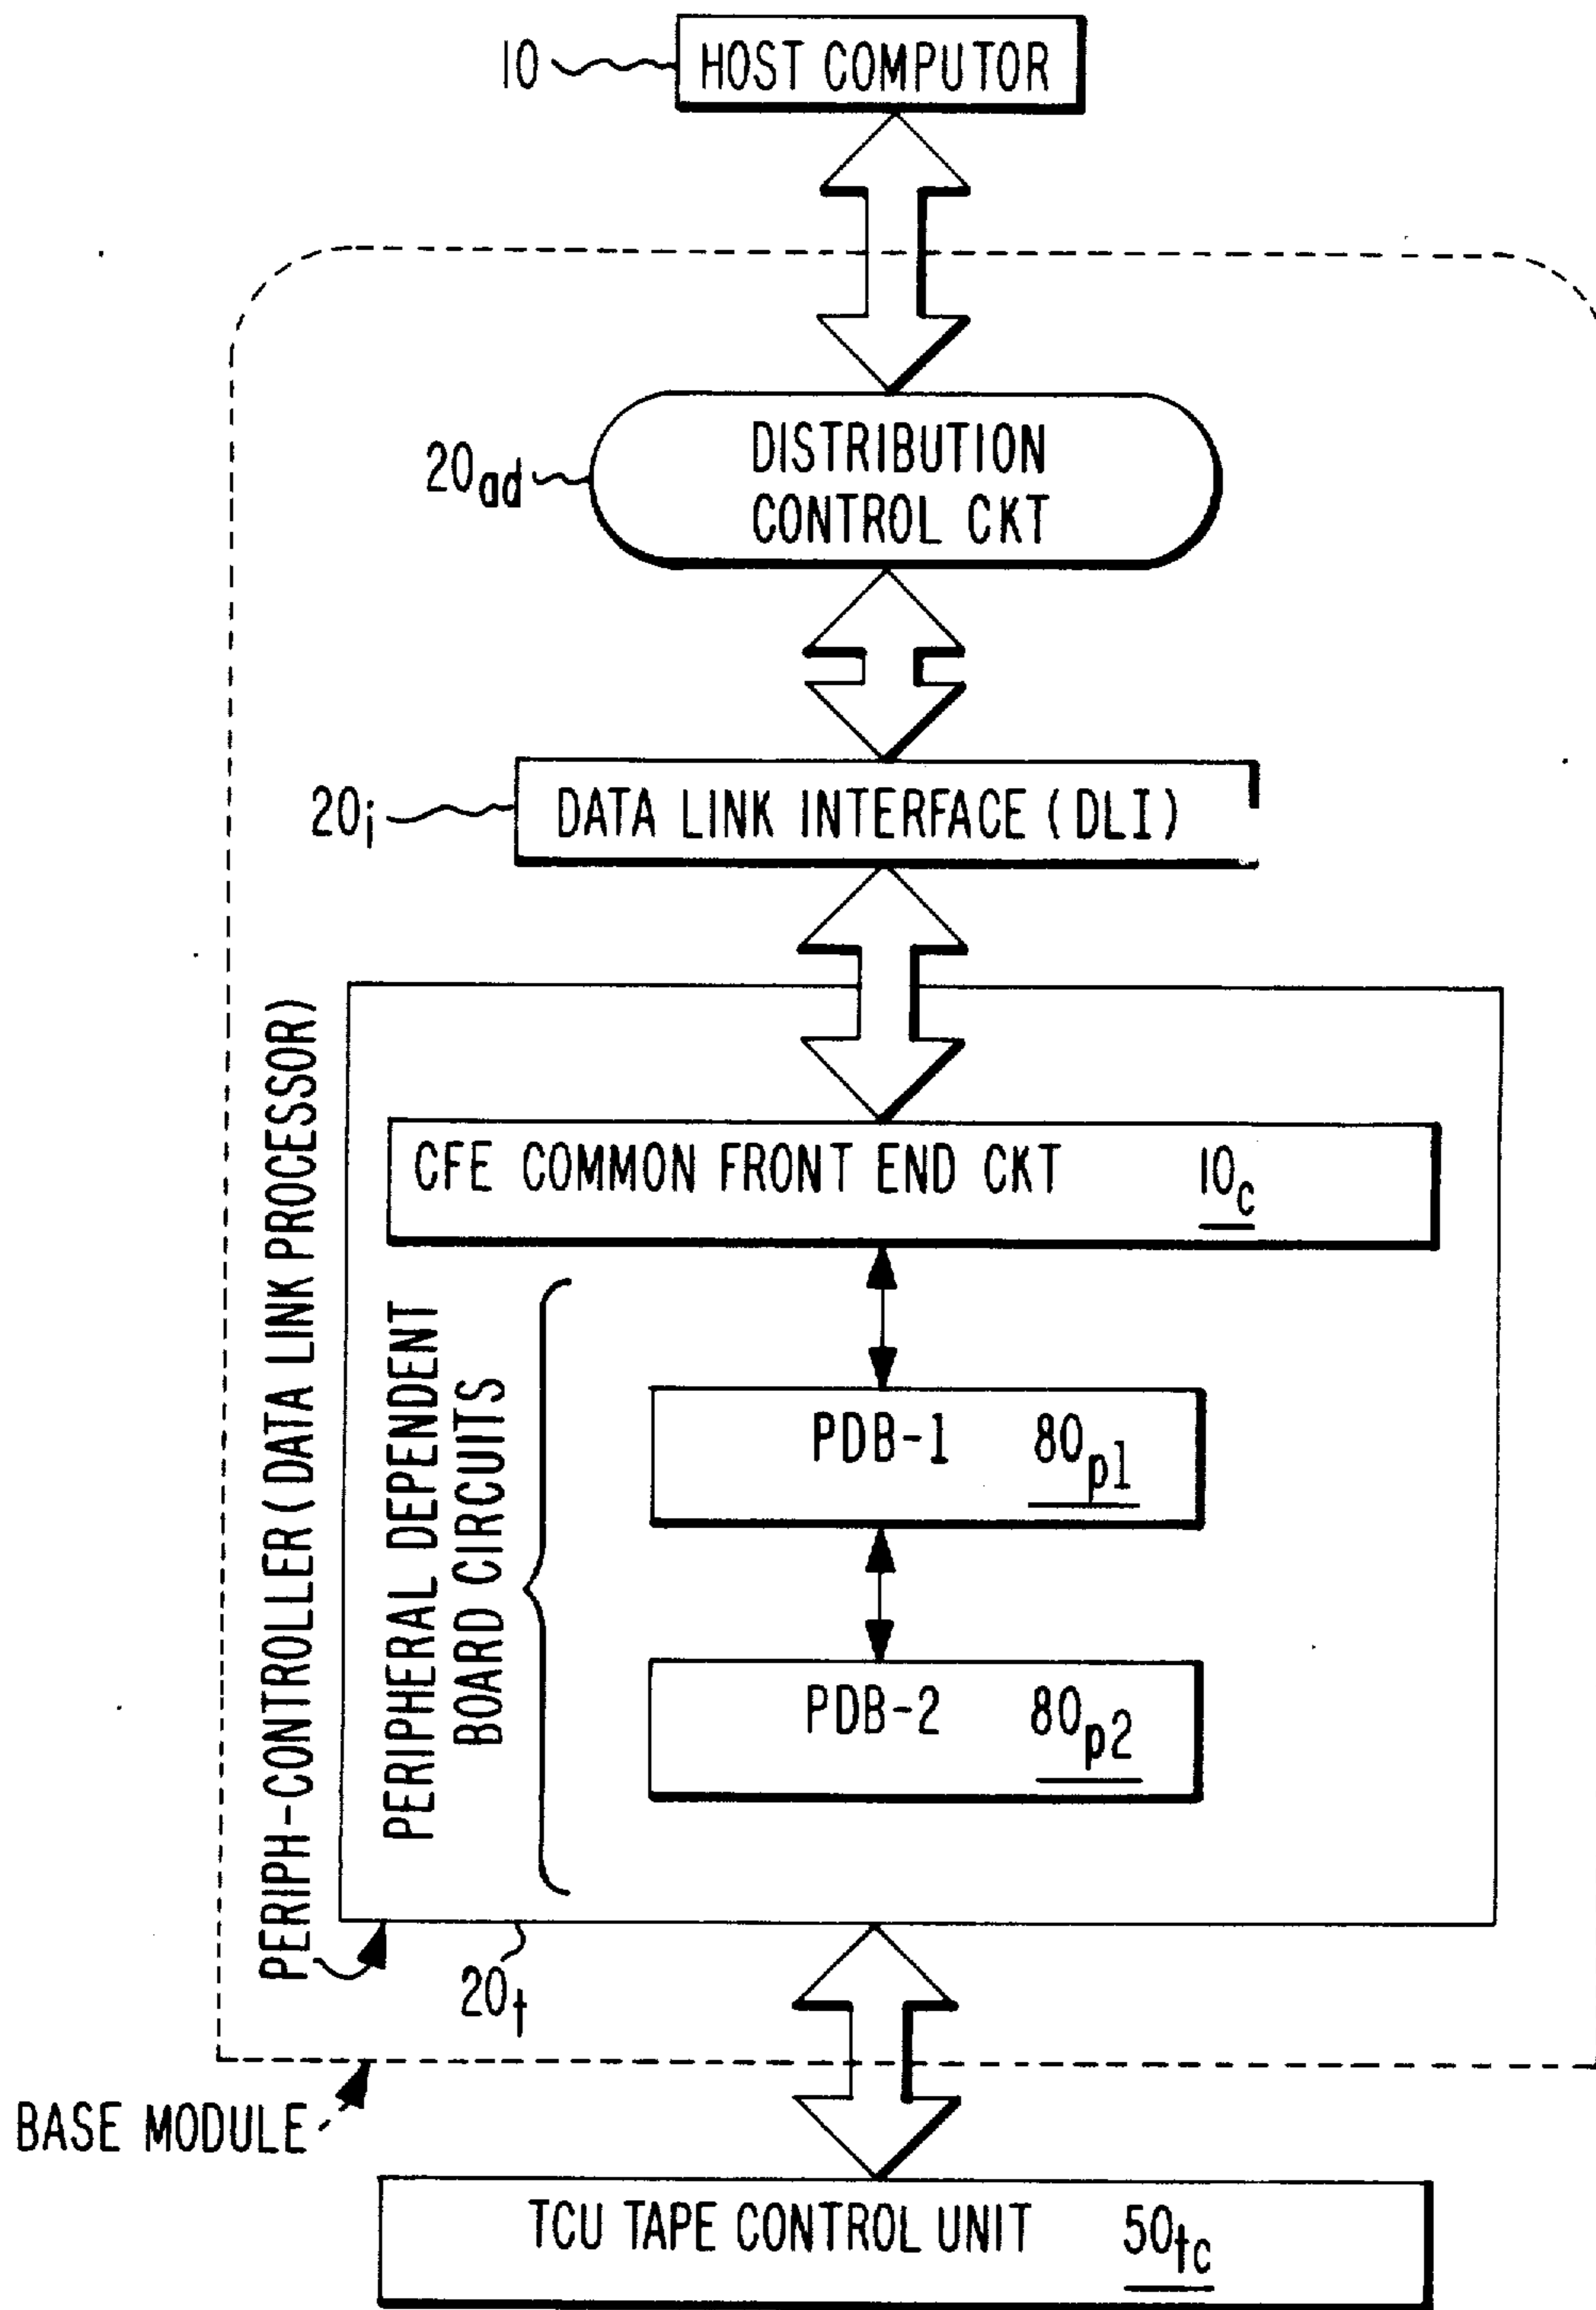 10
HOST COMPUTOR
20ad
DISTRIBUTION
CONTROL CKT
20i
DATA LINK INTERFACE (DLI)
PERIPH-CONTROLLER (DATA LINK PROCESSOR)
CFE COMMON FRONT END CKT 10c
PERIPHERAL DEPENDENT
BOARD CIRCUITS
PDB-1 80p1
PDB-2 80p2
20t
BASE MODULE
TCU TAPE CONTROL UNIT 50tc